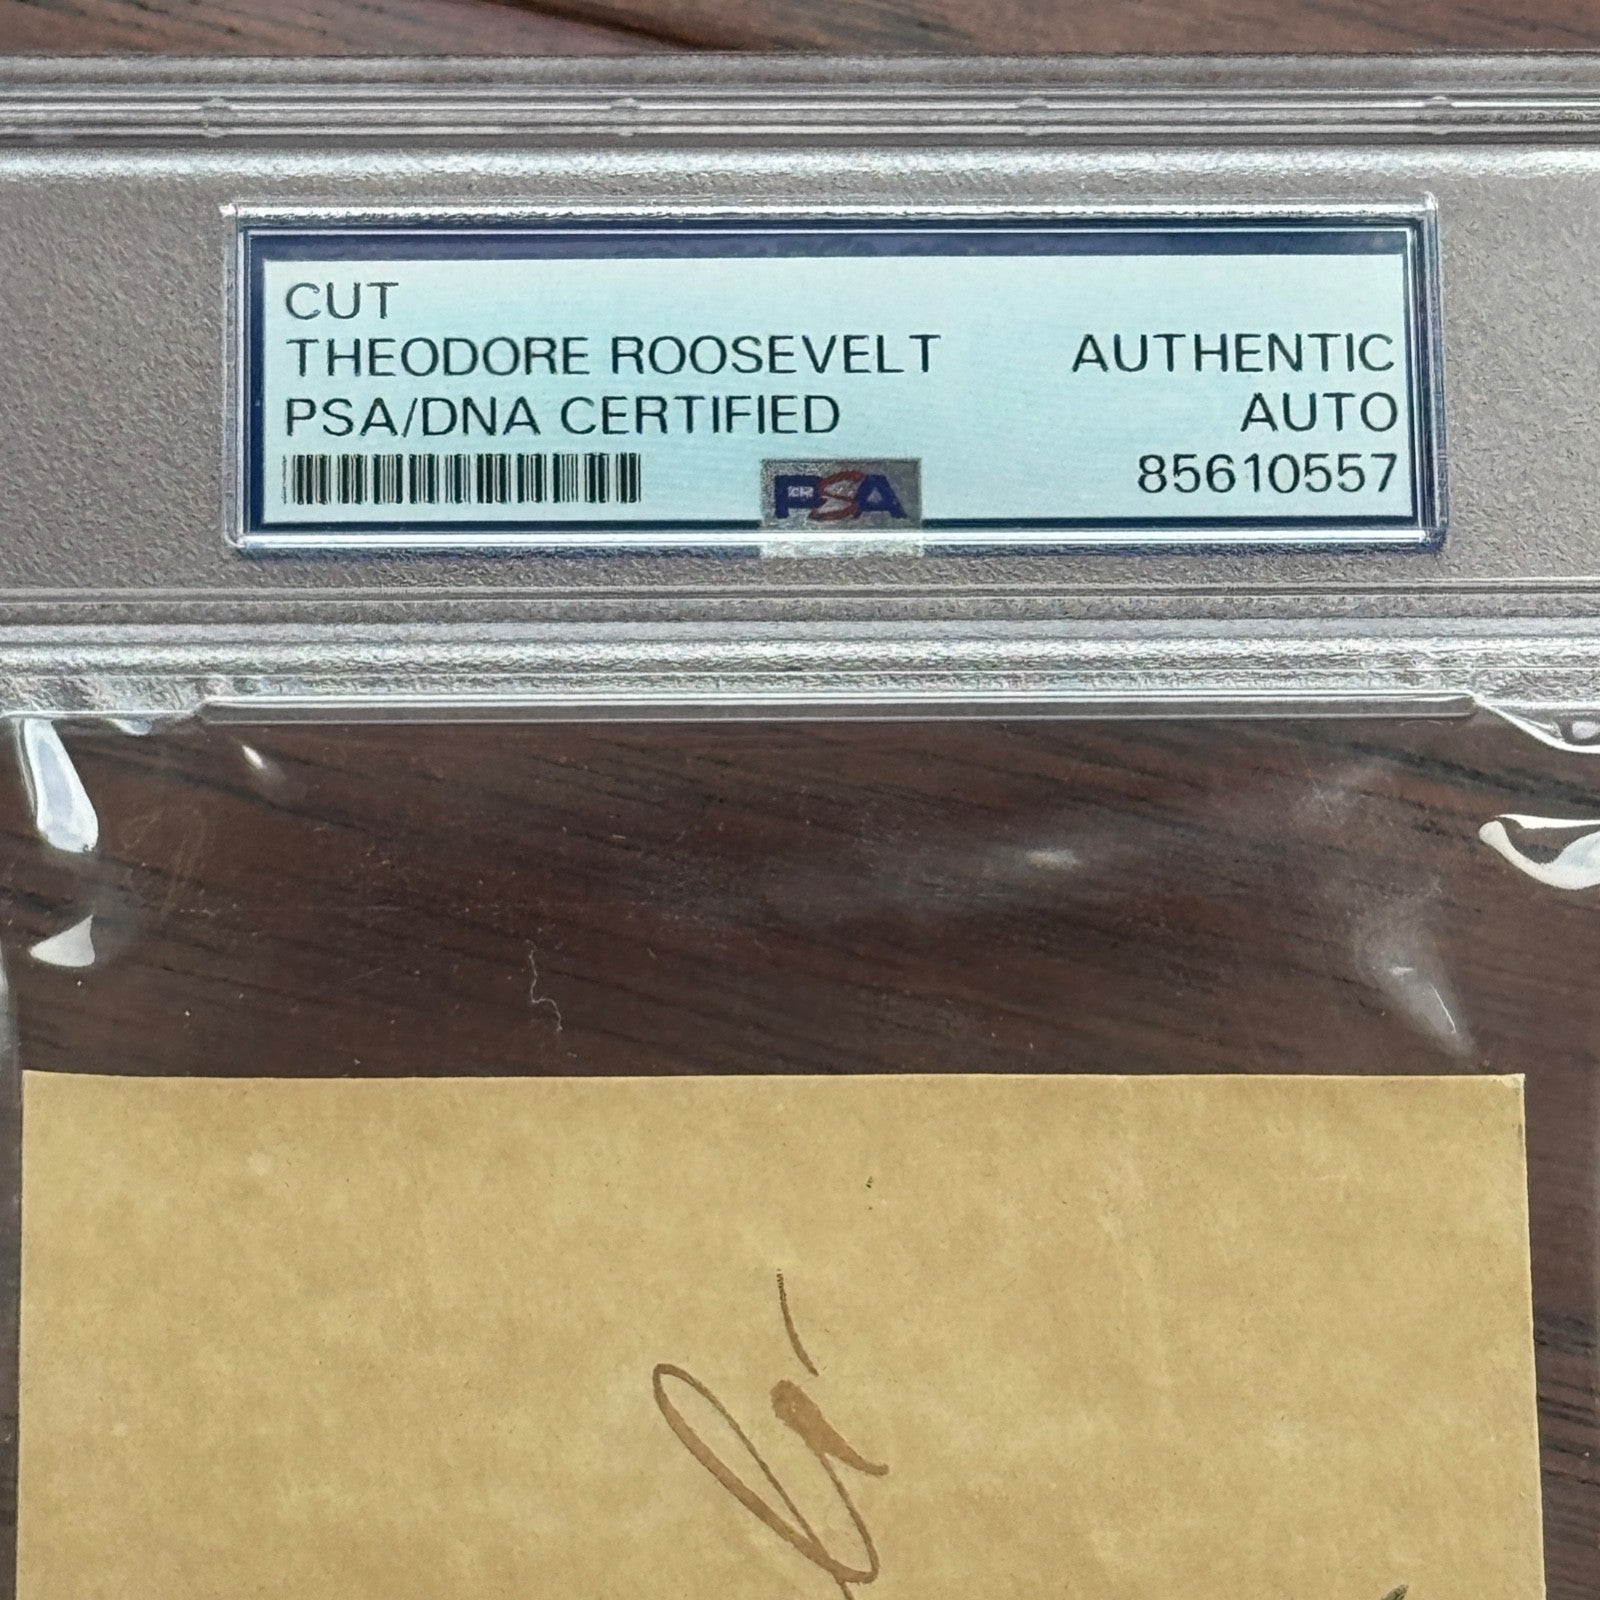 CUT
THEODORE ROOSEVELT
PSA/DNA CERTIFIED
AUTHENTIC
AUTO
85610557
PSA